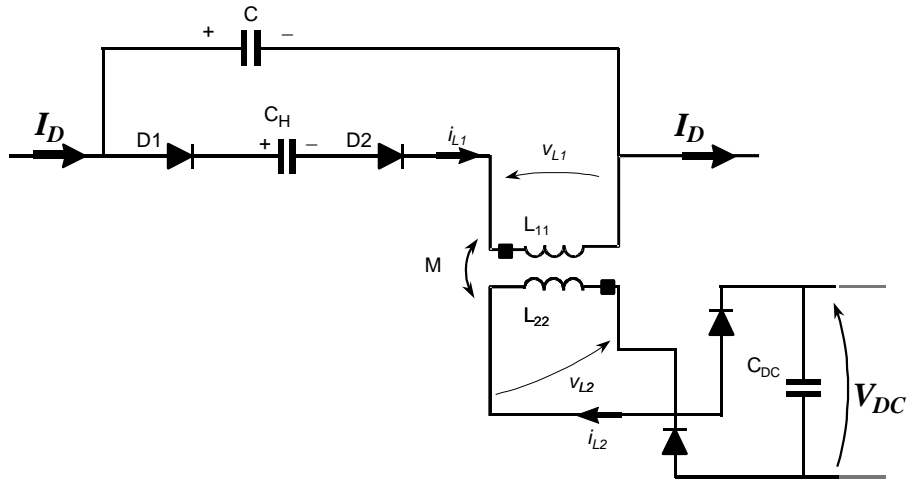 C
+ −
I_D D1 + C_H − D2 i_L1 v_L1 I_D
L_11
M
L_22
v_L2
i_L2
C_DC
V_DC